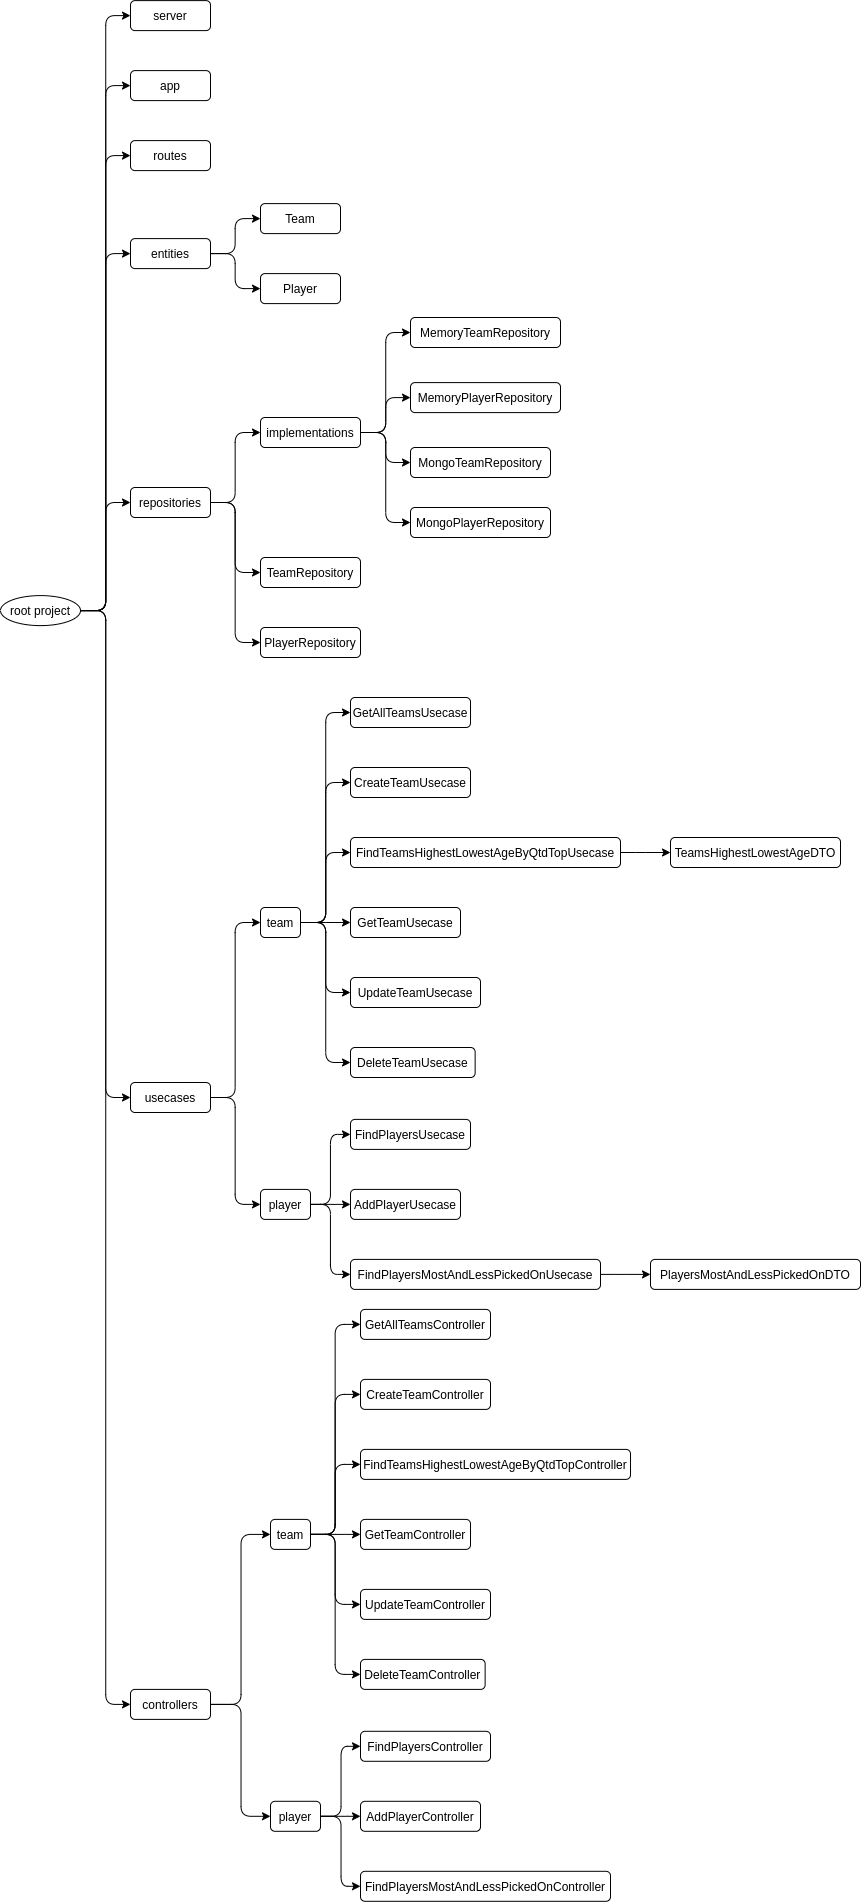 server
app
routes
Team
entities
Player
MemoryTeamRepository
MemoryPlayerRepository
implementations
MongoTeamRepository
repositories
MongoPlayerRepository
TeamRepository
root project
PlayerRepository
GetAllTeamsUsecase
CreateTeamUsecase
FindTeamsHighestLowestAgeByQtdTopUsecase
TeamsHighestLowestAgeDTO
team
GetTeamUsecase
UpdateTeamUsecase
DeleteTeamUsecase
usecases
FindPlayersUsecase
player
AddPlayerUsecase
FindPlayersMostAndLessPickedOnUsecase
PlayersMostAndLessPickedOnDTO
GetAllTeamsController
CreateTeamController
FindTeamsHighestLowestAgeByQtdTopController
team
GetTeamController
UpdateTeamController
DeleteTeamController
controllers
FindPlayersController
player
AddPlayerController
FindPlayersMostAndLessPickedOnController